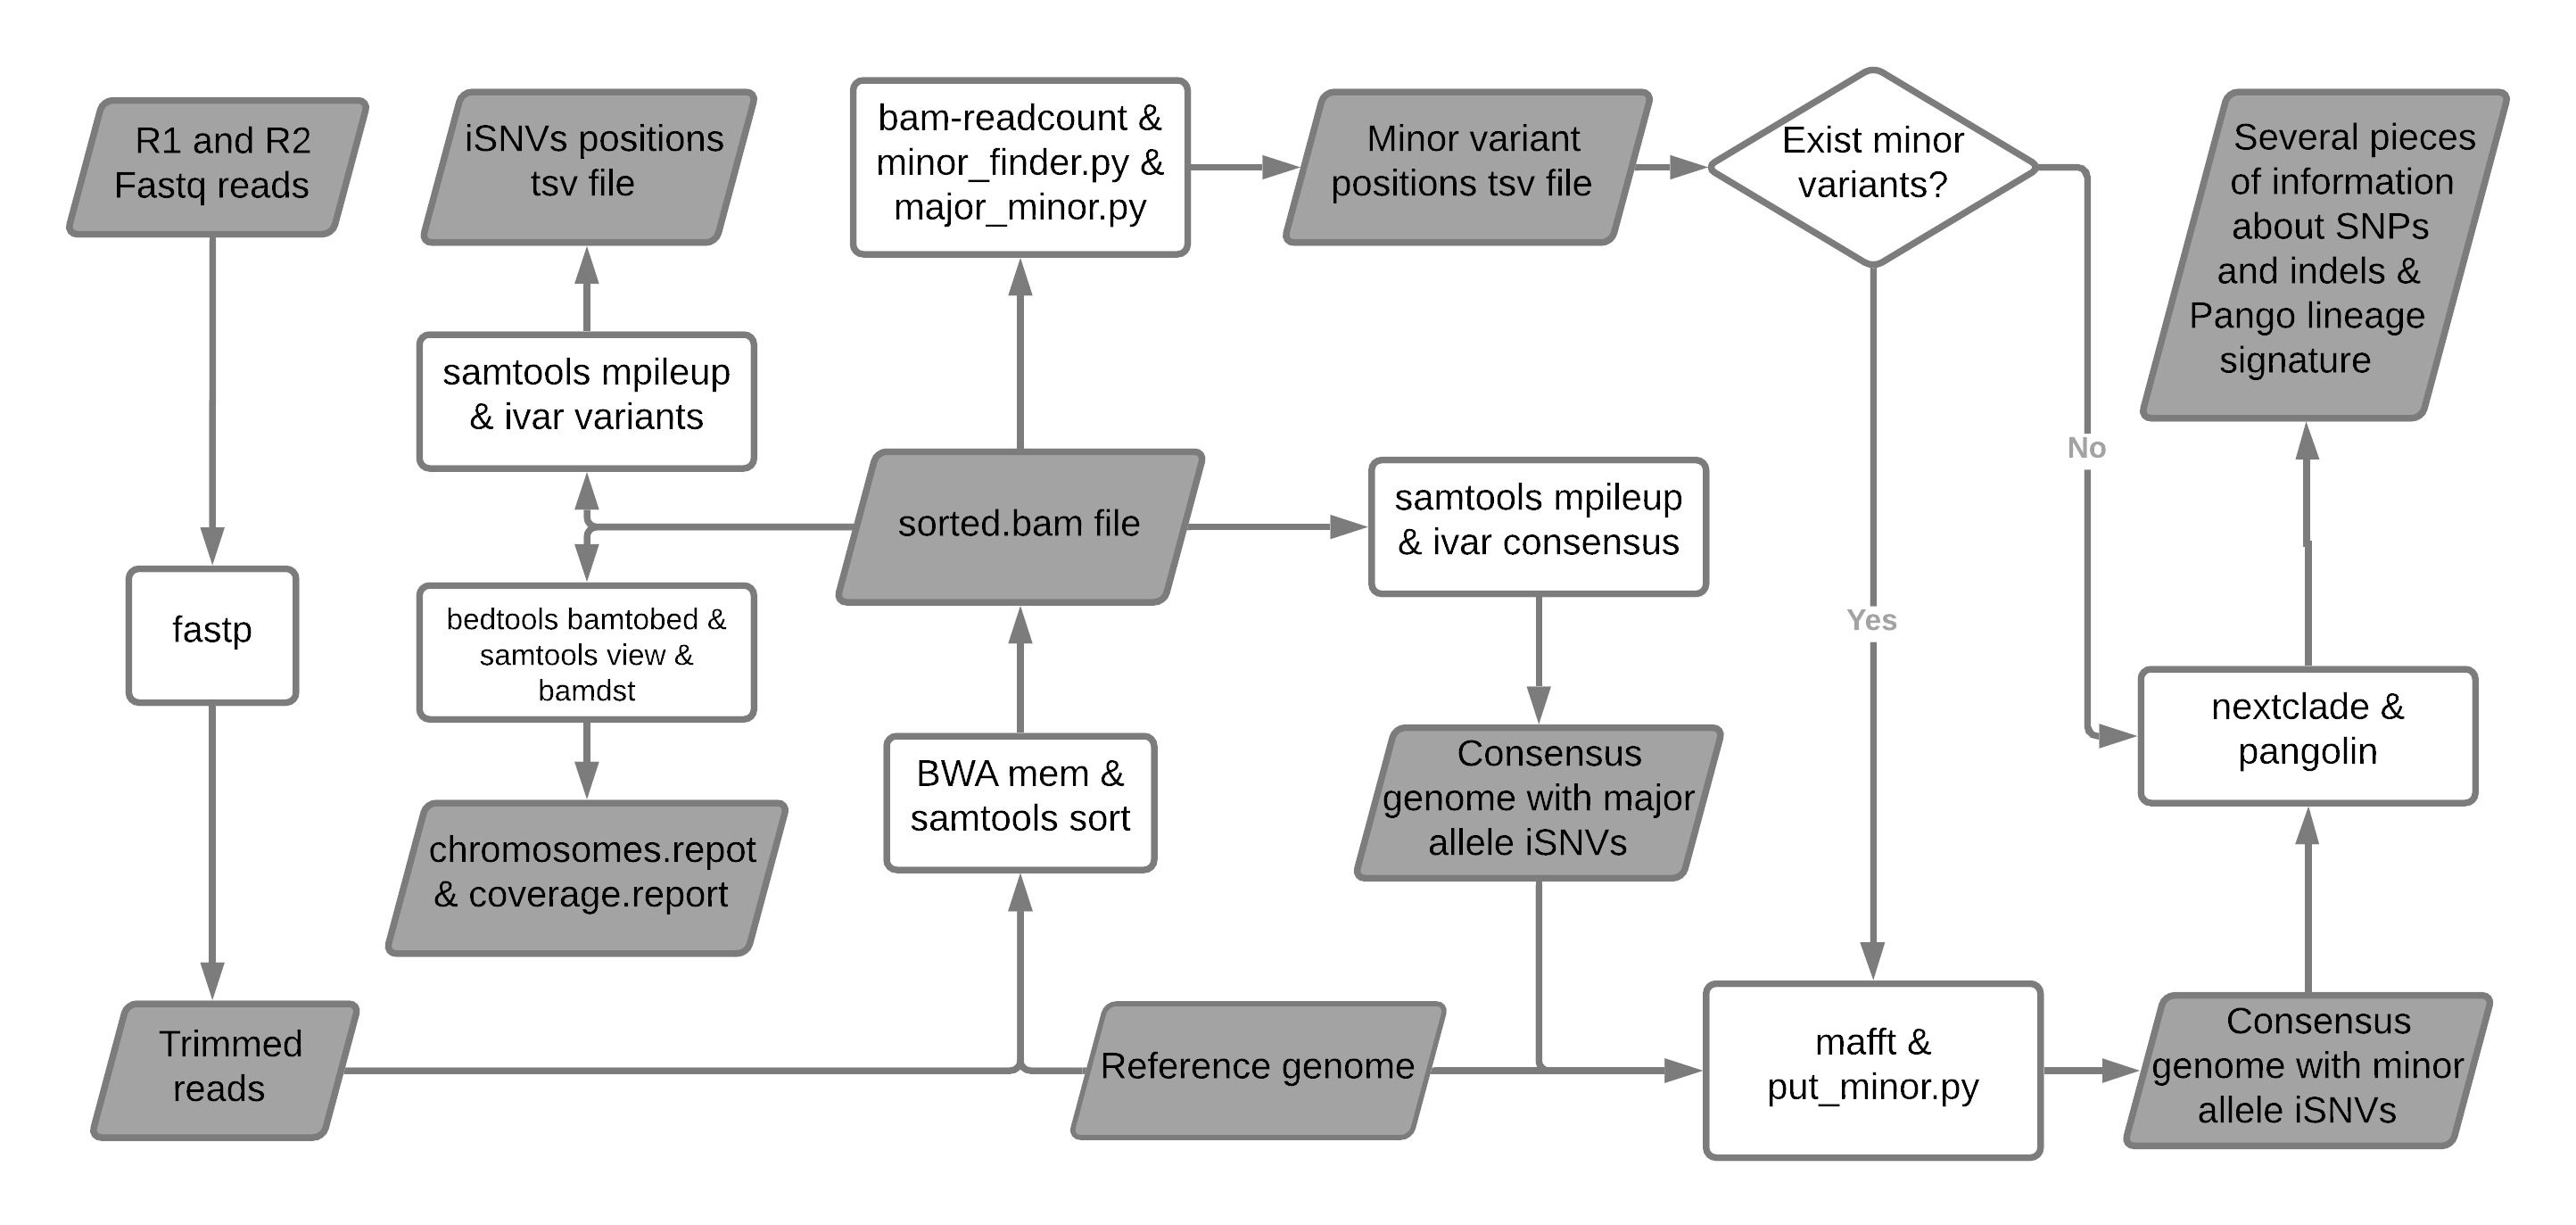 R1 and R2
Fastq reads
iSNVs positions
tsv file
bam-readcount &
minor_finder.py &
major_minor.py
Minor variant
positions tsv file
Exist minor
variants?
Several pieces
of information
about SNPs
and indels &
Pango lineage
signature
samtools mpileup
& ivar variants
No
sorted.bam file
samtools mpileup
& ivar consensus
fastp
bedtools bamtobed &
samtools view &
bamdst
Yes
BWA mem &
samtools sort
Consensus
genome with major
allele iSNVs
nextclade &
pangolin
chromosomes.repot
& coverage.report
Trimmed
reads
Reference genome
mafft &
put_minor.py
Consensus
genome with minor
allele iSNVs